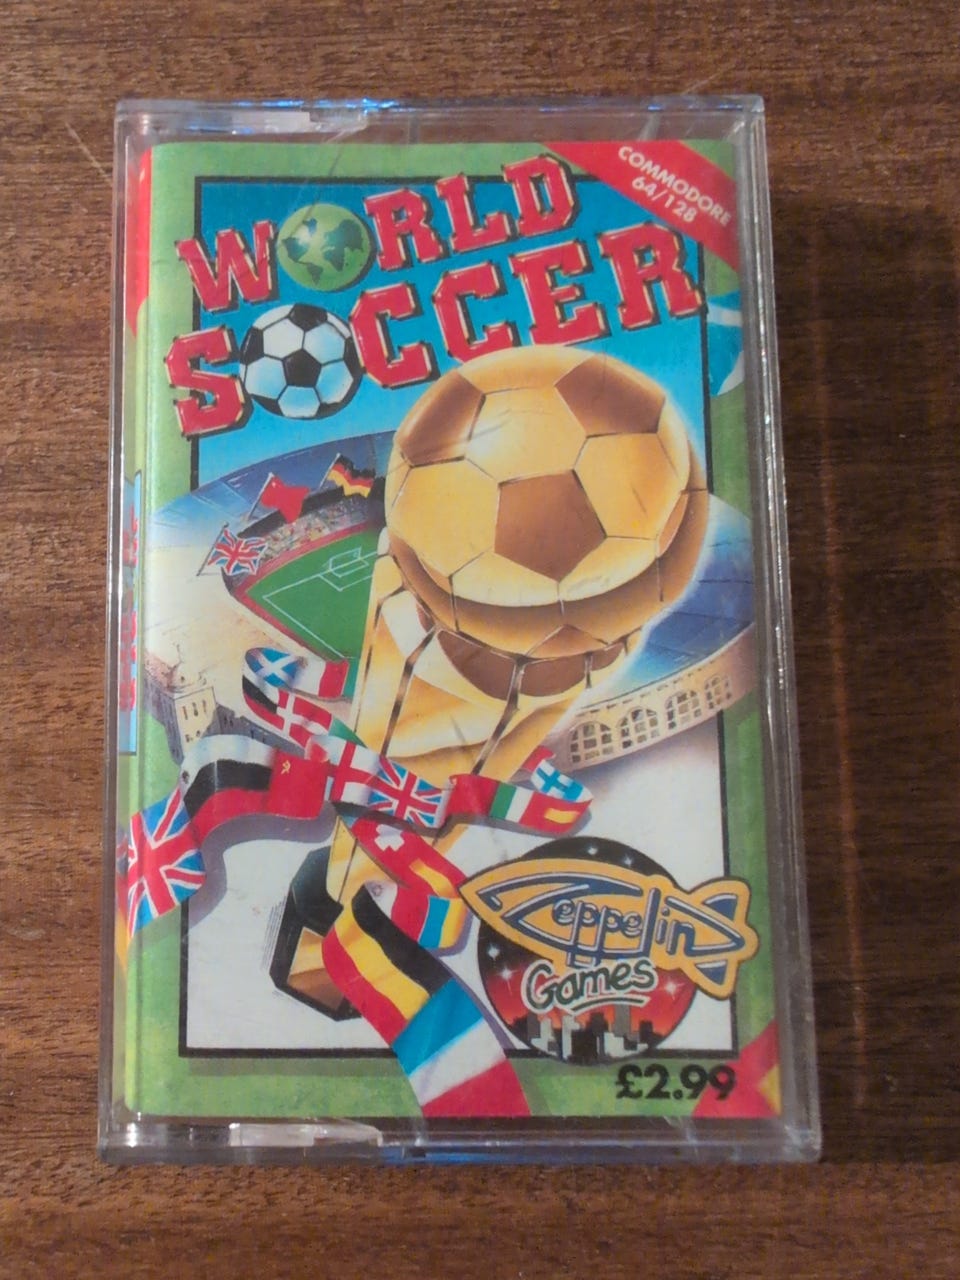 COMMODORE
64/128
WORLD
SOCCER
Zeppelin
Games
£2.99